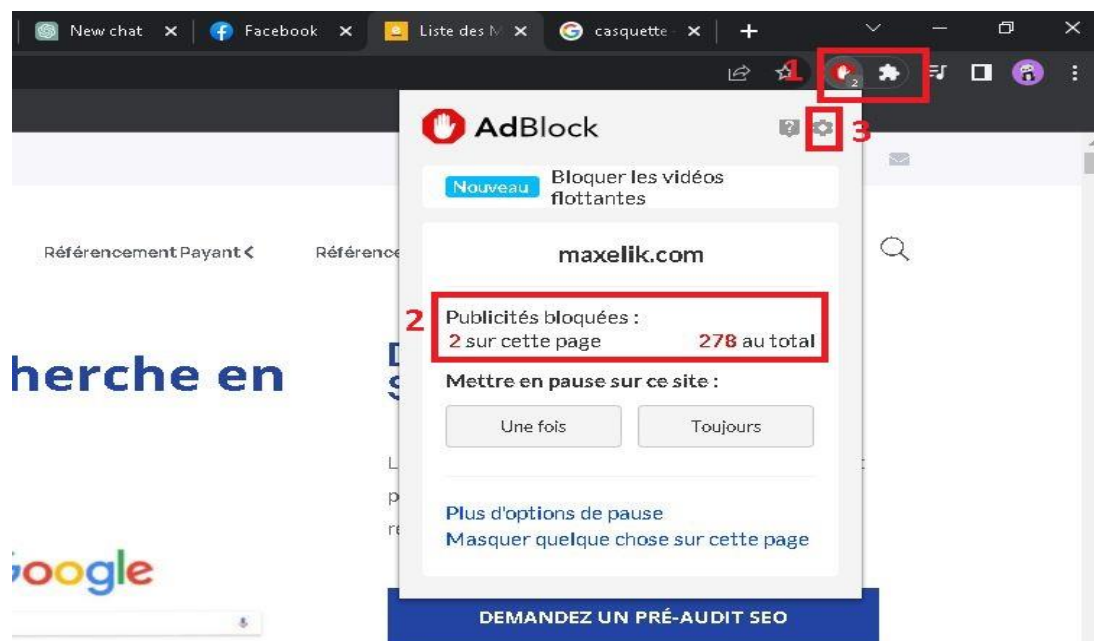 New chat
Facebook
Liste des M
casquette -
1
2
AdBlock
3
Nouveau
Bloquer les vidéos
flottantes
Référencement Payant
Référence
maxelik.com
2
Publicités bloquées :
2 sur cette page 278 au total
herche en
Mettre en pause sur ce site :
Une fois
Toujours
Plus d'options de pause
Masquer quelque chose sur cette page
Google
DEMANDEZ UN PRÉ-AUDIT SEO